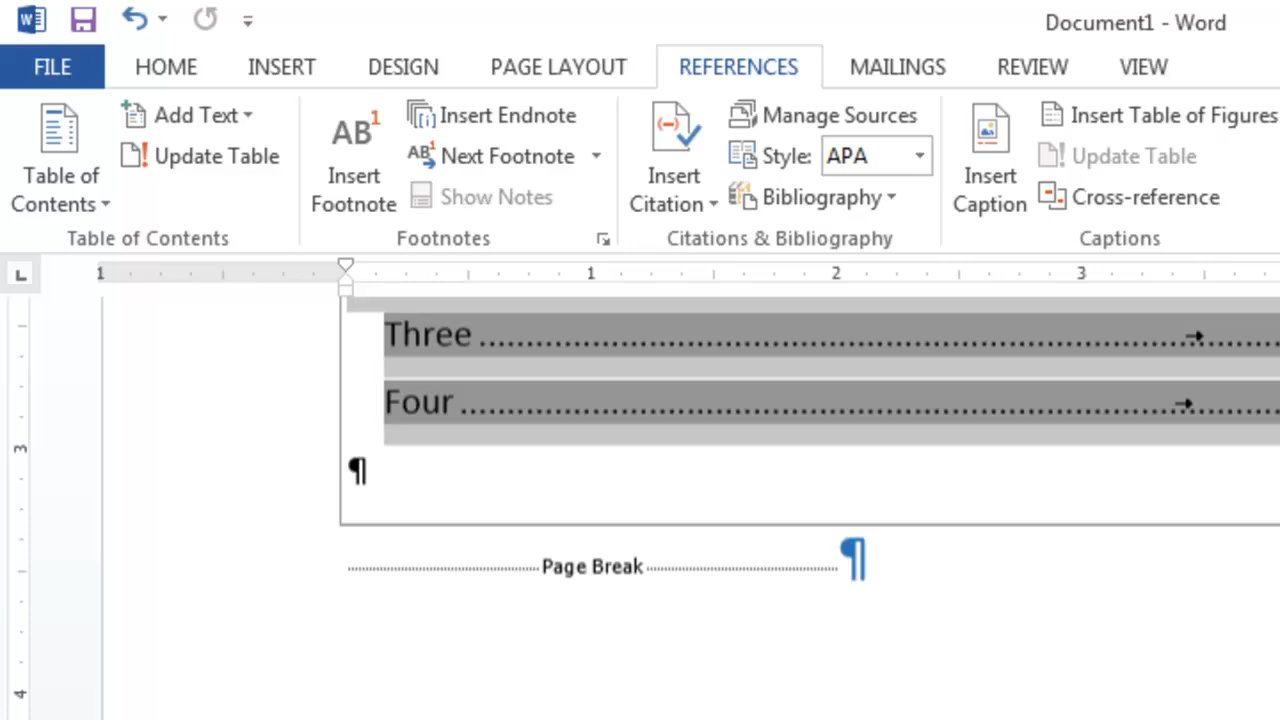 Document1 - Word
FILE HOME INSERT DESIGN PAGE LAYOUT REFERENCES MAILINGS REVIEW VIEW
Table of Contents
Add Text
Update Table
Table of Contents
AB1
Insert Footnote
Insert Endnote
Next Footnote
Show Notes
Footnotes
Insert Citation
Manage Sources
Style: APA
Bibliography
Citations & Bibliography
Insert Caption
Insert Table of Figures
Update Table
Cross-reference
Captions
L
1 1 2 3
Three ........................................................................→.........
Four ........................................................................→.........
¶
3
Page Break ¶
4